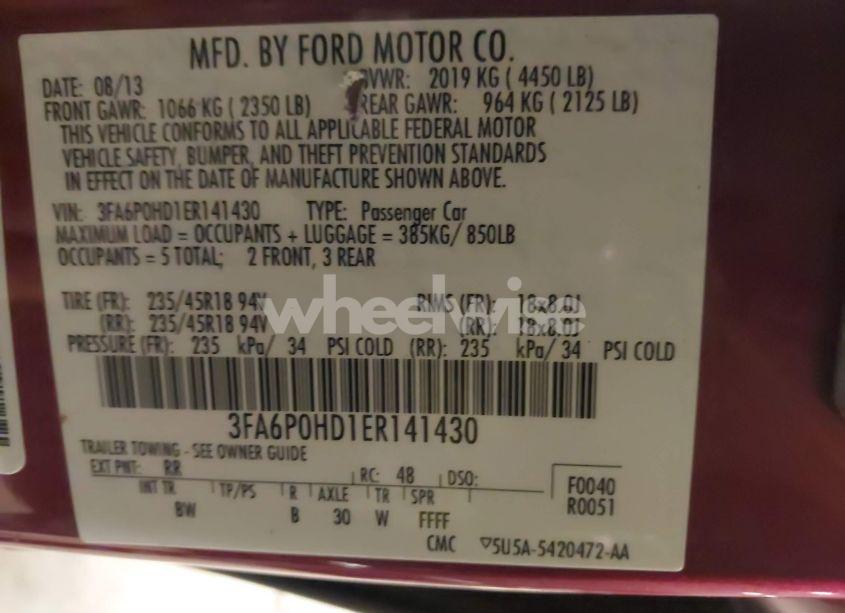 MFD. BY FORD MOTOR CO.
DATE: 08/13 GVWR: 2019 KG ( 4450 LB)
FRONT GAWR: 1066 KG ( 2350 LB) REAR GAWR: 964 KG ( 2125 LB)
THIS VEHICLE CONFORMS TO ALL APPLICABLE FEDERAL MOTOR
VEHICLE SAFETY, BUMPER, AND THEFT PREVENTION STANDARDS
IN EFFECT ON THE DATE OF MANUFACTURE SHOWN ABOVE.
VIN: 3FA6P0HD1ER141430 TYPE: Passenger Car
MAXIMUM LOAD = OCCUPANTS + LUGGAGE = 385KG/ 850LB
OCCUPANTS = 5 TOTAL; 2 FRONT, 3 REAR
TIRE (FR): 235/45R18 94V RIMS (FR): 18x8.0J
(RR): 235/45R18 94V (RR): 18x8.0J
PRESSURE (FR): 235 kPa/ 34 PSI COLD (RR): 235 kPa/ 34 PSI COLD
3FA6P0HD1ER141430
TRAILER TOWING - SEE OWNER GUIDE
EXT PNT: RR RC: 48 DSO: F0040
INT TR TP/PS R AXLE TR SPR R0051
BW B 30 W FFFF
CMC 5U5A-5420472-AA